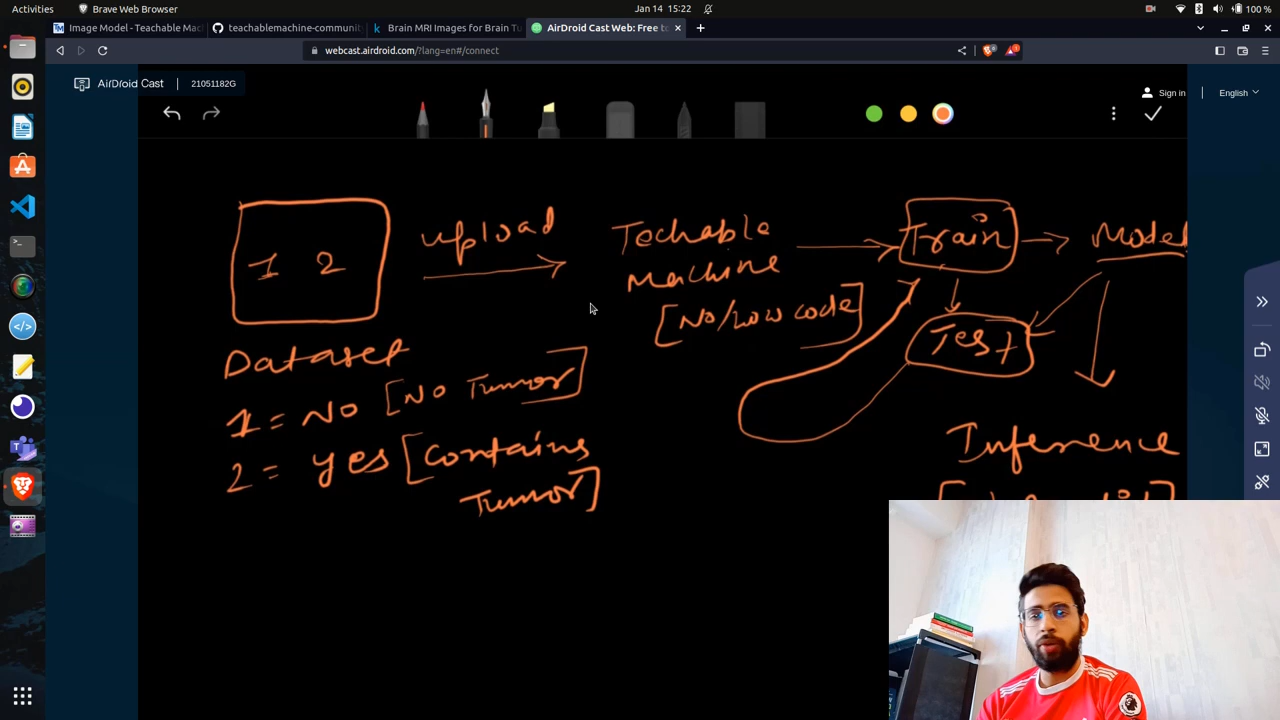 Activities
Brave Web Browser
Jan 14 15:22
100 %
Image Model - Teachable Mac
teachablemachine-communit
Brain MRI Images for Brain Tu
AirDroid Cast Web: Free to
webcast.airdroid.com/?lang=en#/connect
AirDroid Cast
21051182G
Sign in
English
1 2
upload
Techable
Machine
[No/Low code]
Train
Model
Test
Dataset
1 = No [No Tumor]
2 = yes [contains
Tumor]
Inference